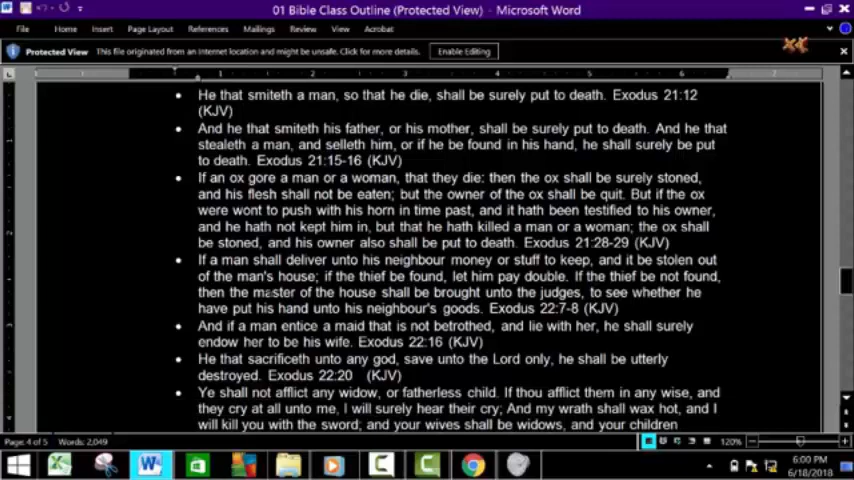 01 Bible Class Outline (Protected View) - Microsoft Word
File Home Insert Page Layout References Mailings Review View Acrobat
Protected View This file originated from an Internet location and might be unsafe. Click for more details. Enable Editing
1 2 3 4 5 6 7
• He that smiteth a man, so that he die, shall be surely put to death. Exodus 21:12
(KJV)
• And he that smiteth his father, or his mother, shall be surely put to death. And he that
stealeth a man, and selleth him, or if he be found in his hand, he shall surely be put
to death. Exodus 21:15-16 (KJV)
• If an ox gore a man or a woman, that they die: then the ox shall be surely stoned,
and his flesh shall not be eaten; but the owner of the ox shall be quit. But if the ox
were wont to push with his horn in time past, and it hath been testified to his owner,
and he hath not kept him in, but that he hath killed a man or a woman; the ox shall
be stoned, and his owner also shall be put to death. Exodus 21:28-29 (KJV)
• If a man shall deliver unto his neighbour money or stuff to keep, and it be stolen out
of the man's house; if the thief be found, let him pay double. If the thief be not found,
then the master of the house shall be brought unto the judges, to see whether he
have put his hand unto his neighbour's goods. Exodus 22:7-8 (KJV)
• And if a man entice a maid that is not betrothed, and lie with her, he shall surely
endow her to be his wife. Exodus 22:16 (KJV)
• He that sacrificeth unto any god, save unto the Lord only, he shall be utterly
destroyed. Exodus 22:20 (KJV)
• Ye shall not afflict any widow, or fatherless child. If thou afflict them in any wise, and
they cry at all unto me, I will surely hear their cry; And my wrath shall wax hot, and I
will kill you with the sword; and your wives shall be widows, and your children
Page: 4 of 5 Words: 2,049 120%
6:00 PM
6/18/2018